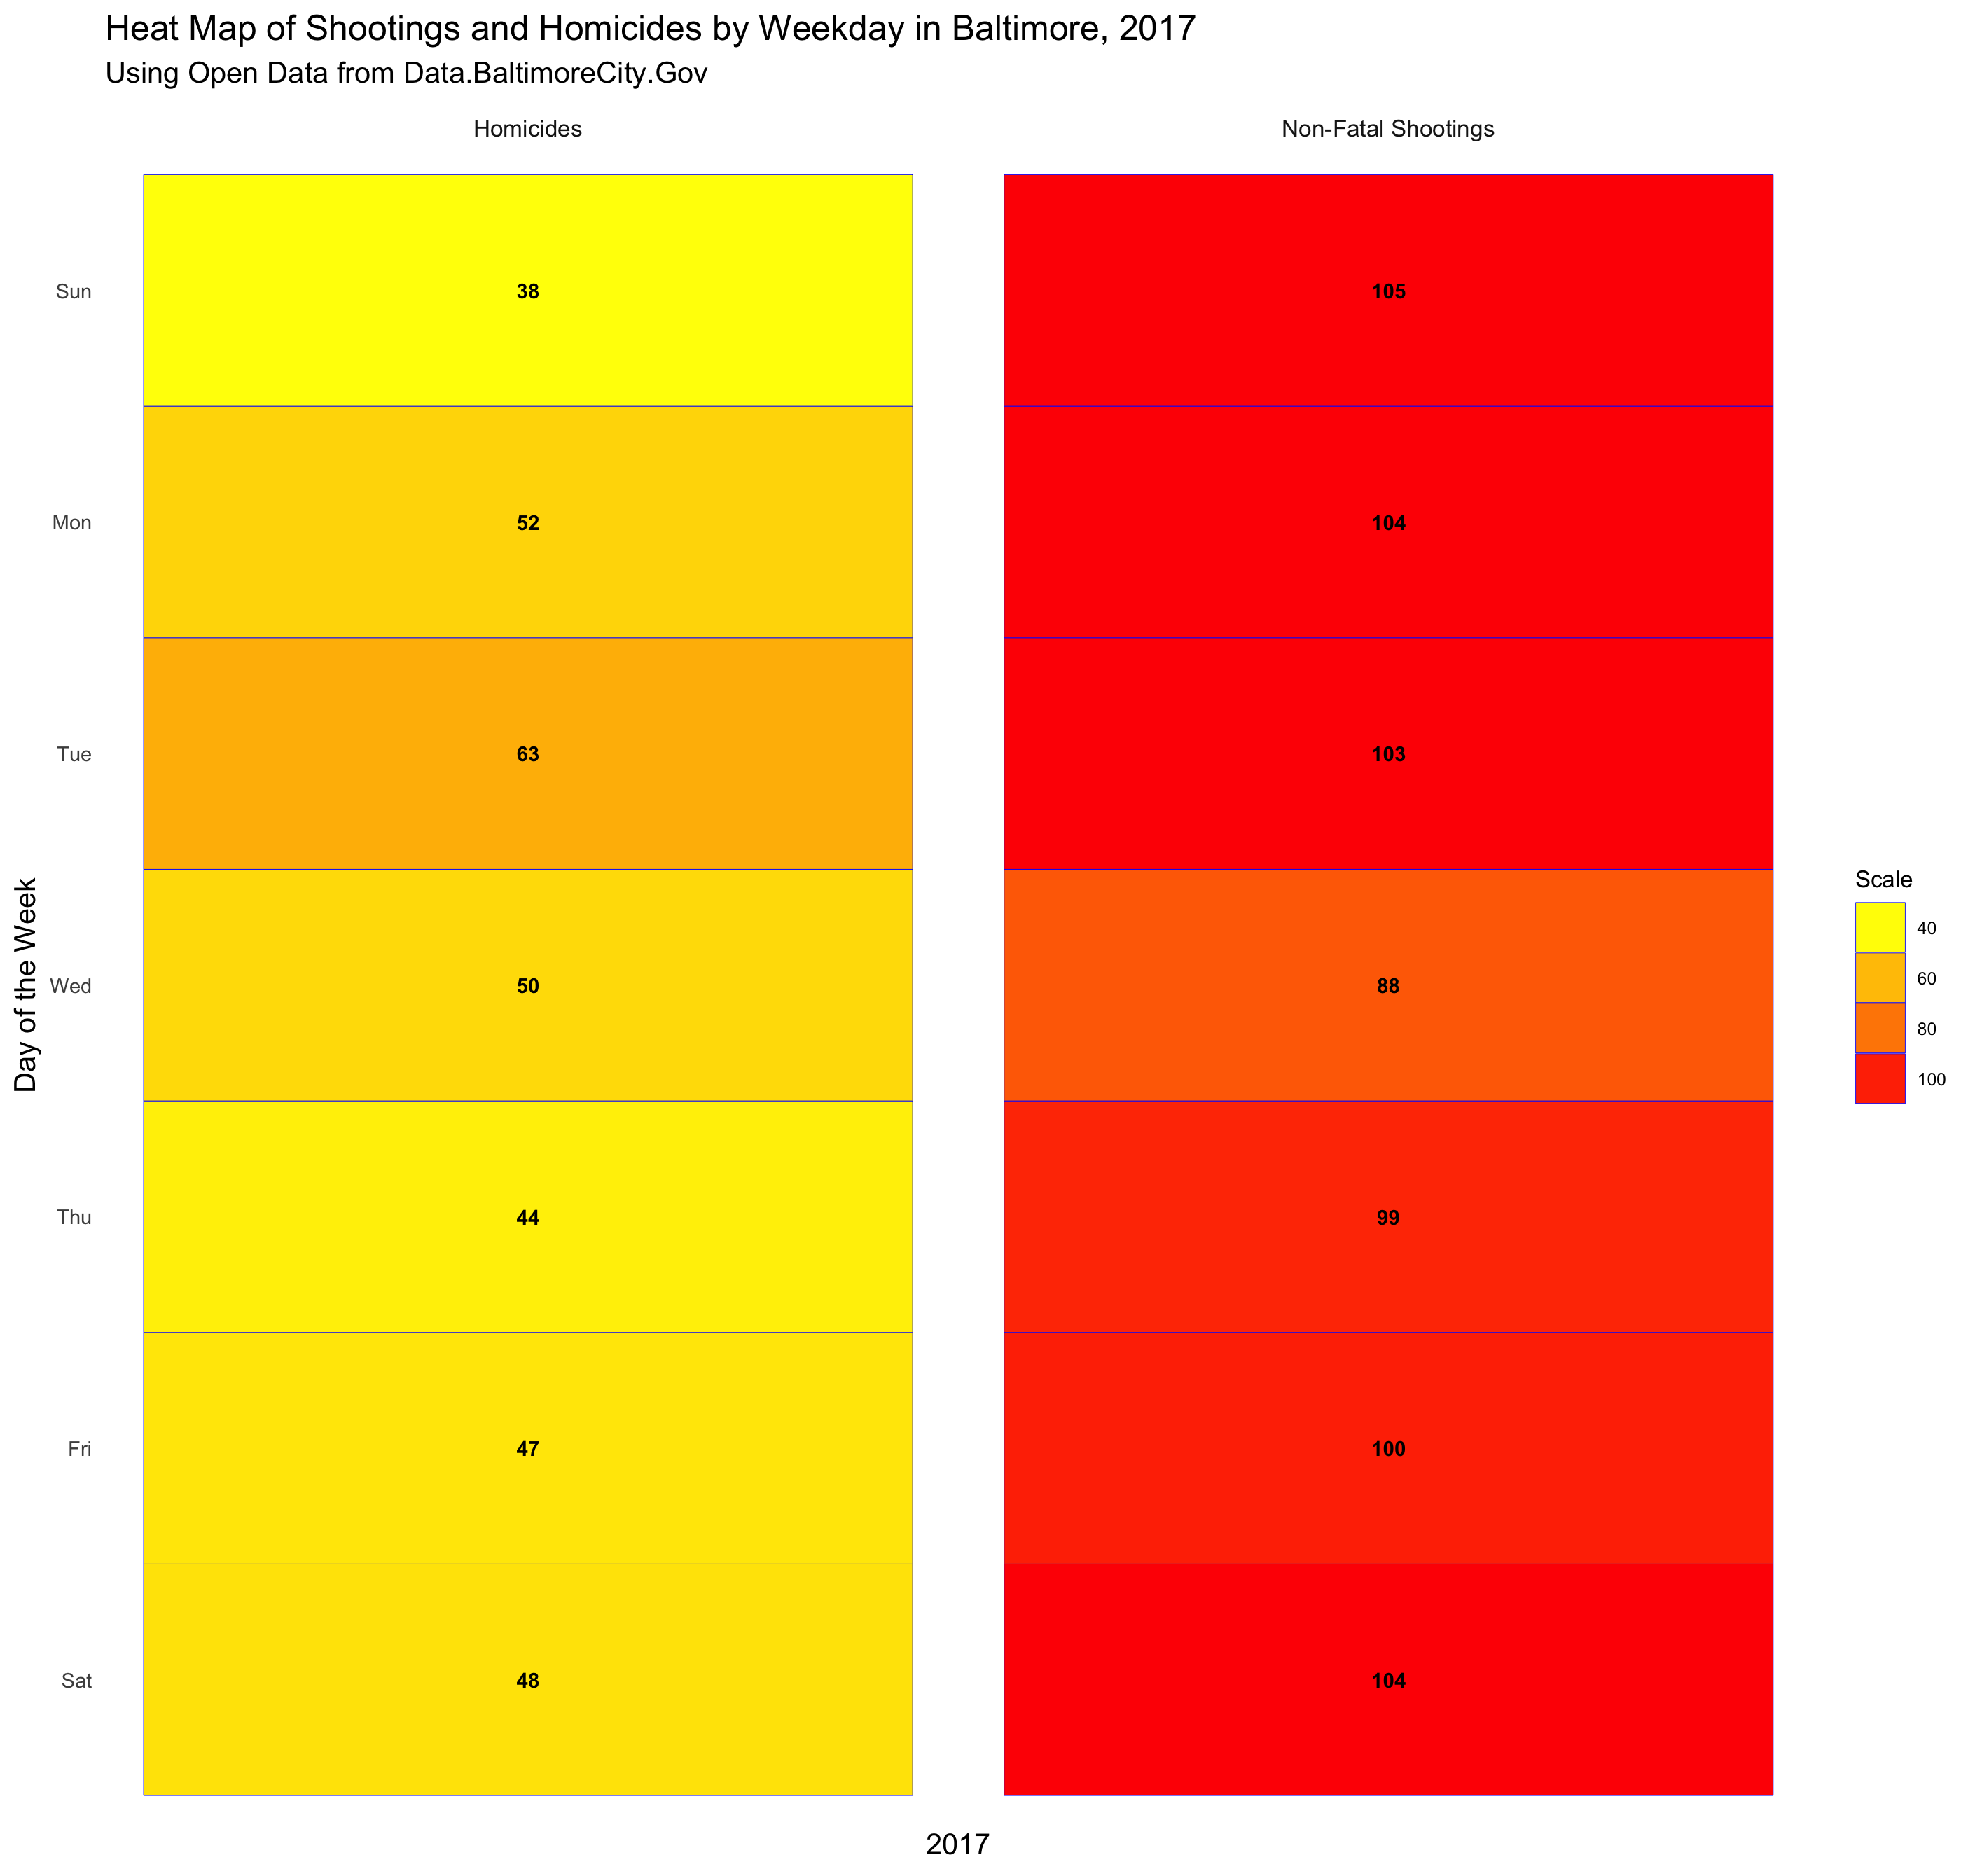 Heat Map of Shootings and Homicides by Weekday in Baltimore, 2017
Using Open Data from Data.BaltimoreCity.Gov
Homicides Non-Fatal Shootings
Day of the Week
Sun 38 105
Mon 52 104
Tue 63 103
Wed 50 88
Thu 44 99
Fri 47 100
Sat 48 104
2017
Scale
40
60
80
100